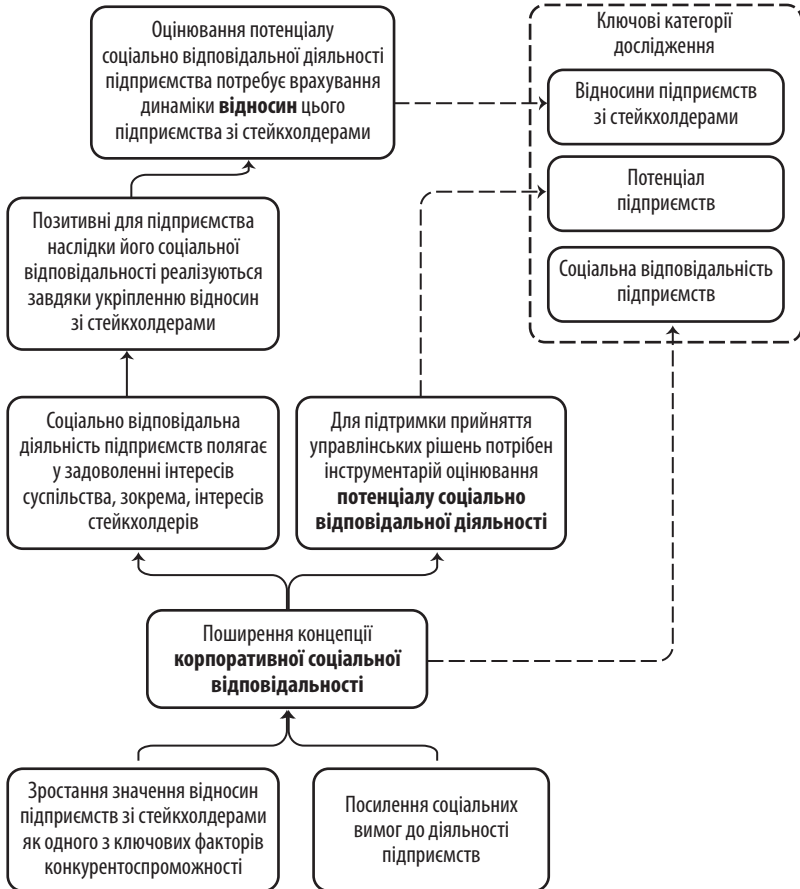 Оцінювання потенціалу
соціально відповідальної діяльності
підприємства потребує врахування
динаміки відносин цього
підприємства зі стейкхолдерами
Ключові категорії
дослідження
Відносини підприємств
зі стейкхолдерами
Потенціал
підприємств
Соціальна відповідальність
підприємств
Позитивні для підприємства
наслідки його соціальної
відповідальності реалізуються
завдяки укріпленню відносин
зі стейкхолдерами
Соціально відповідальна
діяльність підприємств полягає
у задоволенні інтересів
суспільства, зокрема, інтересів
стейкхолдерів
Для підтримки прийняття
управлінських рішень потрібен
інструментарій оцінювання
потенціалу соціально
відповідальної діяльності
Поширення концепції
корпоративної соціальної
відповідальності
Зростання значення відносин
підприємств зі стейкхолдерами
як одного з ключових факторів
конкурентоспроможності
Посилення соціальних
вимог до діяльності
підприємств